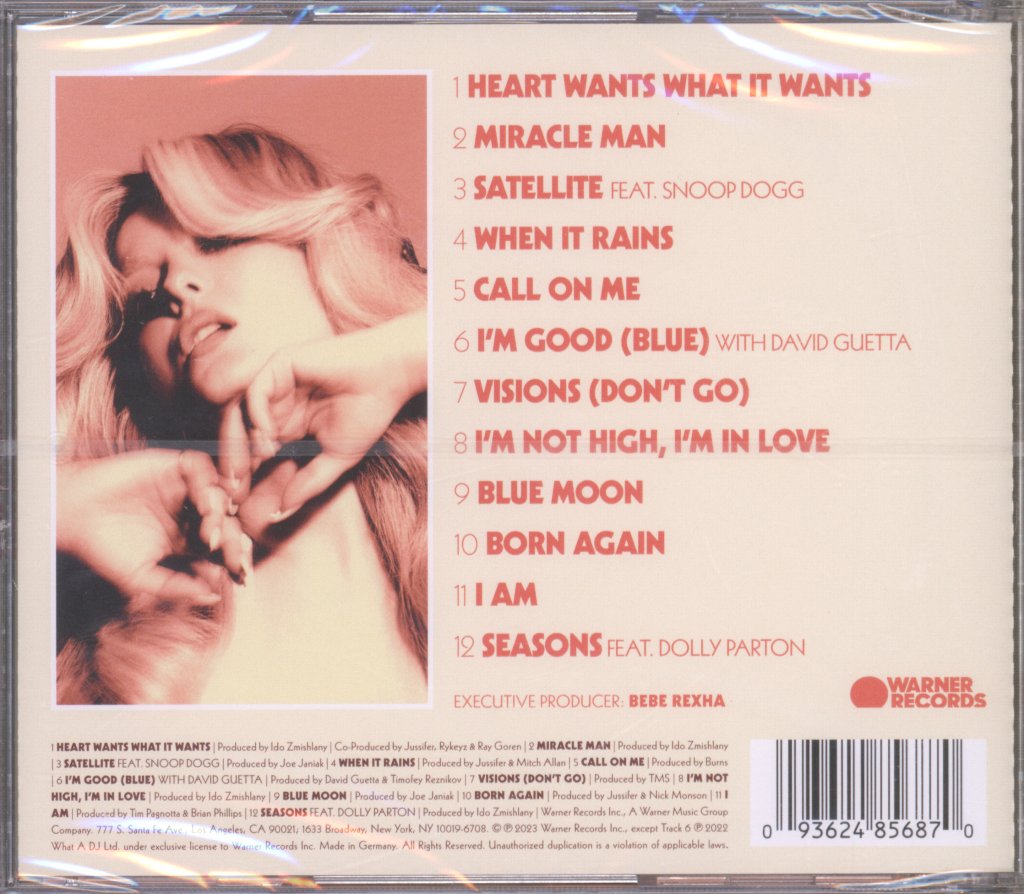 1 HEART WANTS WHAT IT WANTS
2 MIRACLE MAN
3 SATELLITE FEAT. SNOOP DOGG
4 WHEN IT RAINS
5 CALL ON ME
6 I'M GOOD (BLUE) WITH DAVID GUETTA
7 VISIONS (DON'T GO)
8 I'M NOT HIGH, I'M IN LOVE
9 BLUE MOON
10 BORN AGAIN
11 I AM
12 SEASONS FEAT. DOLLY PARTON
EXECUTIVE PRODUCER: BEBE REXHA
WARNER
RECORDS
1 HEART WANTS WHAT IT WANTS | Produced by Ido Zmishlany | Co-Produced by Jussifer, Rykeyz & Ray Goren | 2 MIRACLE MAN | Produced by Ido Zmishlany
| 3 SATELLITE FEAT. SNOOP DOGG | Produced by Joe Janiak | 4 WHEN IT RAINS | Produced by Jussifer & Mitch Allan | 5 CALL ON ME | Produced by Burns
| 6 I'M GOOD (BLUE) WITH DAVID GUETTA | Produced by David Guetta & Timofey Reznikov | 7 VISIONS (DON'T GO) | Produced by TMS | 8 I'M NOT
HIGH, I'M IN LOVE | Produced by Ido Zmishlany | 9 BLUE MOON | Produced by Joe Janiak | 10 BORN AGAIN | Produced by Jussifer & Nick Monson | 11 I
AM | Produced by Tim Pagnotta & Brian Phillips | 12 SEASONS FEAT. DOLLY PARTON | Produced by Ido Zmishlany | Warner Records Inc., A Warner Music Group
Company. 777 S. Santa Fe Ave., Los Angeles, CA 90021; 1633 Broadway, New York, NY 10019-6708. © ℗ 2023 Warner Records Inc., except Track 6 ℗ 2022
What A DJ Ltd. under exclusive license to Warner Records Inc. Made in Germany. All Rights Reserved. Unauthorized duplication is a violation of applicable laws.
0 93624 85687 0